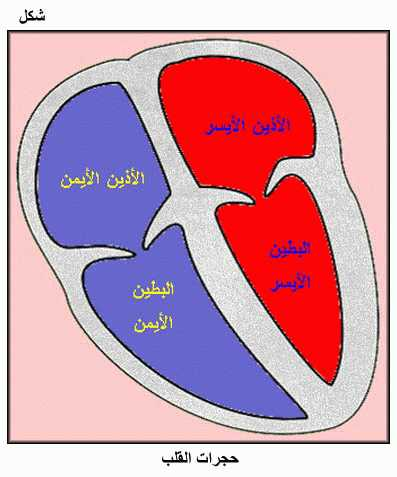 شكل
الأذين الأيسر
الأذين الأيمن
البطين
الأيسر
البطين
الأيمن
حجرات القلب